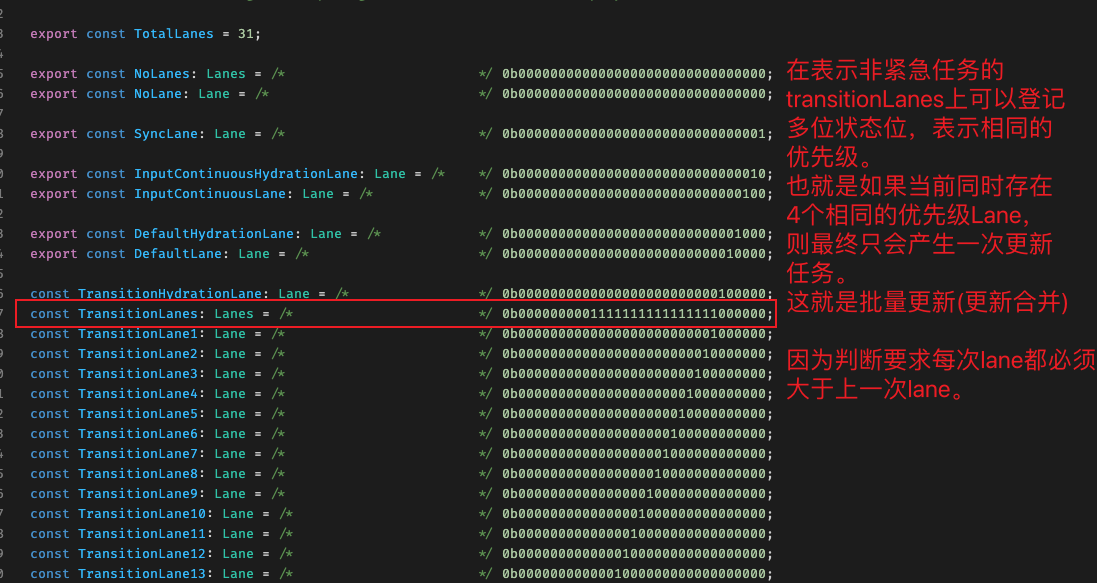 export const TotalLanes = 31;
export const NoLanes: Lanes = /* */ 0b0000000000000000000000000000000;
export const NoLane: Lane = /* */ 0b0000000000000000000000000000000;
export const SyncLane: Lane = /* */ 0b0000000000000000000000000000001;
export const InputContinuousHydrationLane: Lane = /* */ 0b0000000000000000000000000000010;
export const InputContinuousLane: Lane = /* */ 0b0000000000000000000000000000100;
export const DefaultHydrationLane: Lane = /* */ 0b0000000000000000000000000001000;
export const DefaultLane: Lane = /* */ 0b0000000000000000000000000010000;
const TransitionHydrationLane: Lane = /* */ 0b0000000000000000000000000100000;
const TransitionLanes: Lanes = /* */ 0b0000000001111111111111111000000;
const TransitionLane1: Lane = /* */ 0b0000000000000000000000001000000;
const TransitionLane2: Lane = /* */ 0b0000000000000000000000010000000;
const TransitionLane3: Lane = /* */ 0b0000000000000000000000100000000;
const TransitionLane4: Lane = /* */ 0b0000000000000000000001000000000;
const TransitionLane5: Lane = /* */ 0b0000000000000000000010000000000;
const TransitionLane6: Lane = /* */ 0b0000000000000000000100000000000;
const TransitionLane7: Lane = /* */ 0b0000000000000000001000000000000;
const TransitionLane8: Lane = /* */ 0b0000000000000000010000000000000;
const TransitionLane9: Lane = /* */ 0b0000000000000000100000000000000;
const TransitionLane10: Lane = /* */ 0b0000000000000001000000000000000;
const TransitionLane11: Lane = /* */ 0b0000000000000010000000000000000;
const TransitionLane12: Lane = /* */ 0b0000000000000100000000000000000;
const TransitionLane13: Lane = /* */ 0b0000000000001000000000000000000;
在表示非紧急任务的
transitionLanes上可以登记
多位状态位，表示相同的
优先级。
也就是如果当前同时存在
4个相同的优先级Lane，
则最终只会产生一次更新
任务。
这就是批量更新(更新合并)
因为判断要求每次lane都必须
大于上一次lane。